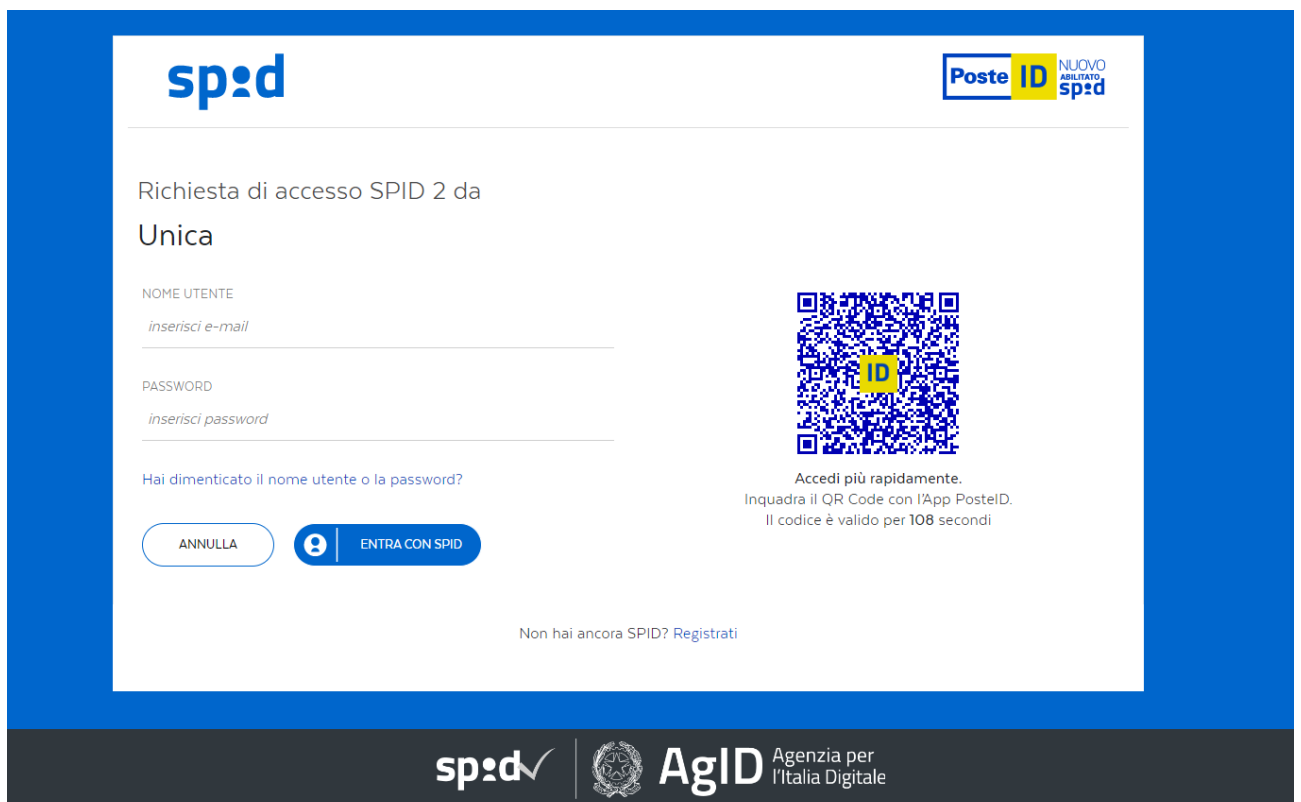 spid
Poste ID NUOVO
ABILITATO
spid
Richiesta di accesso SPID 2 da
Unica
NOME UTENTE
inserisci e-mail
PASSWORD
inserisci password
Hai dimenticato il nome utente o la password?
ANNULLA
ENTRA CON SPID
ID
Accedi più rapidamente.
Inquadra il QR Code con l'App PosteID.
Il codice è valido per 108 secondi
Non hai ancora SPID? Registrati
spid
AgID Agenzia per
l'Italia Digitale